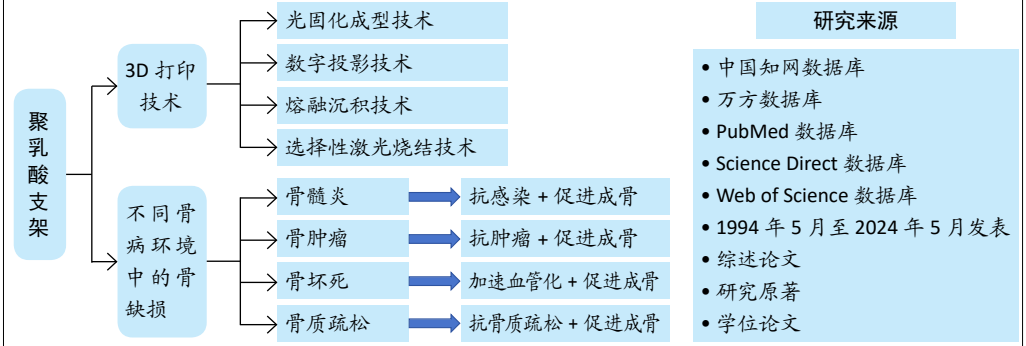 聚乳酸支架
3D 打印
技术
光固化成型技术
数字投影技术
熔融沉积技术
选择性激光烧结技术
不同骨
病环境
中的骨
缺损
骨髓炎
抗感染 + 促进成骨
骨肿瘤
抗肿瘤 + 促进成骨
骨坏死
加速血管化 + 促进成骨
骨质疏松
抗骨质疏松 + 促进成骨
研究来源
• 中国知网数据库
• 万方数据库
• PubMed 数据库
• Science Direct 数据库
• Web of Science 数据库
• 1994 年 5 月至 2024 年 5 月发表
• 综述论文
• 研究原著
• 学位论文